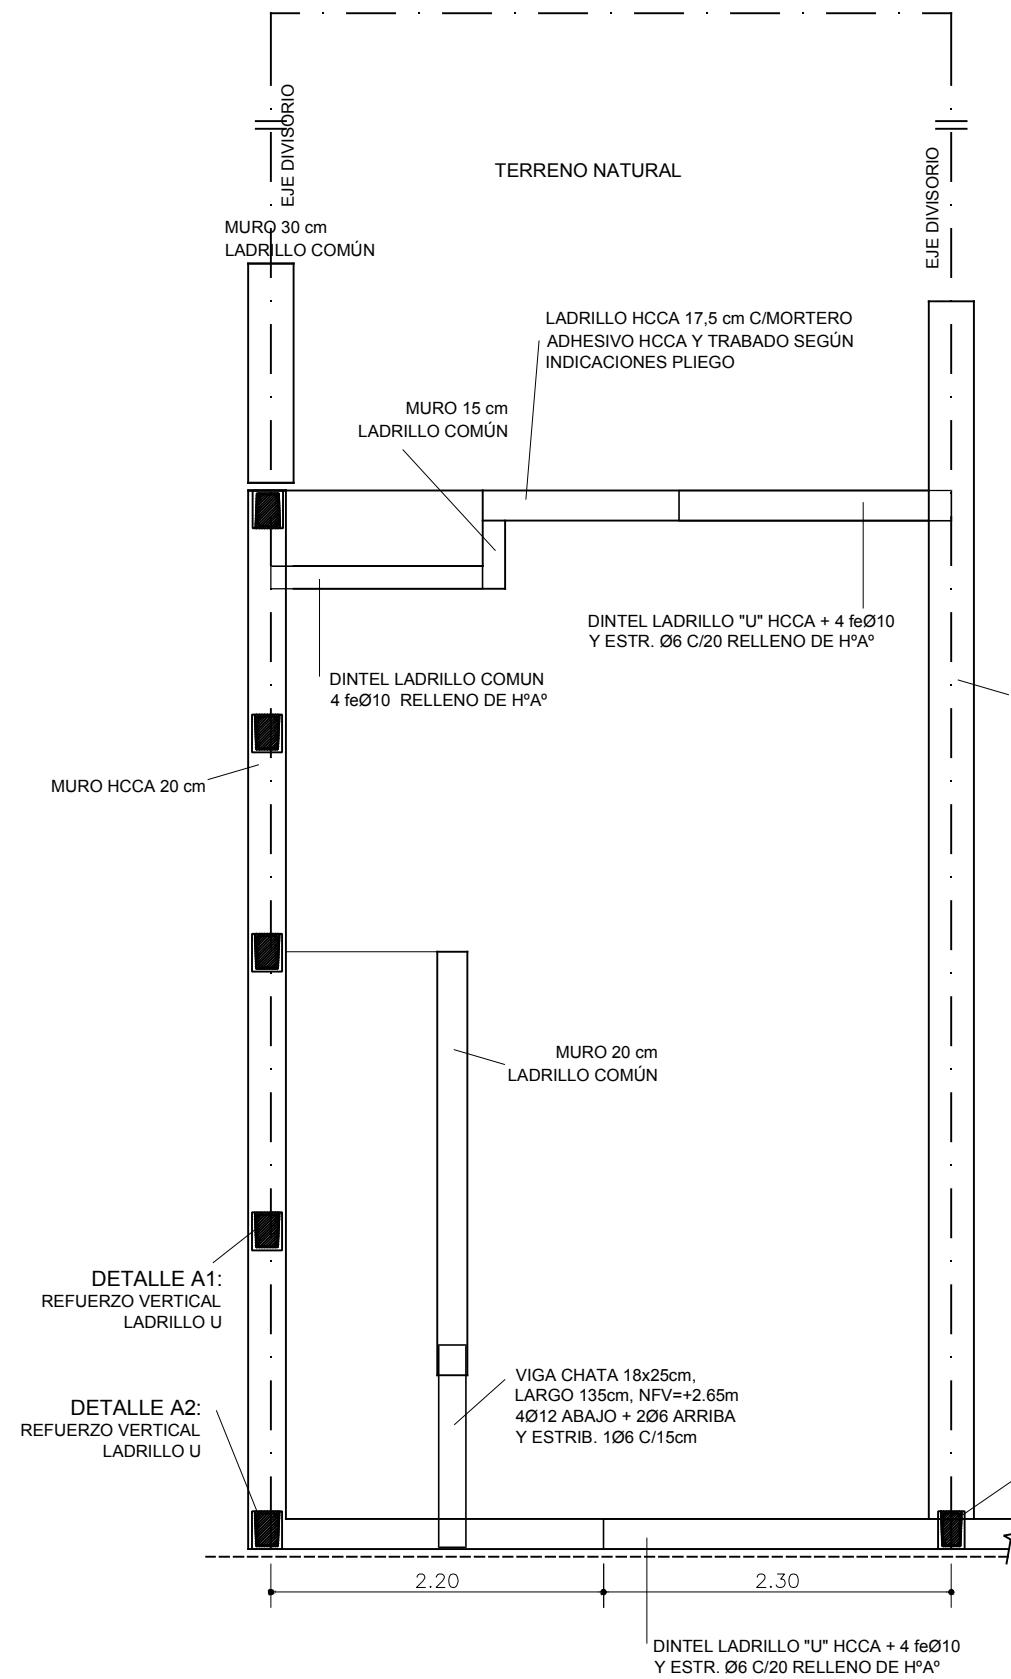 EJE DIVISORIO
EJE DIVISORIO
TERRENO NATURAL
MURO 30 cm
LADRILLO COMÚN
LADRILLO HCCA 17,5 cm C/MORTERO
ADHESIVO HCCA Y TRABADO SEGÚN
INDICACIONES PLIEGO
MURO 15 cm
LADRILLO COMÚN
DINTEL LADRILLO "U" HCCA + 4 feØ10
Y ESTR. Ø6 C/20 RELLENO DE HºAº
DINTEL LADRILLO COMUN
4 feØ10 RELLENO DE HºAº
MURO HCCA 20 cm
MURO 20 cm
LADRILLO COMÚN
DETALLE A1:
REFUERZO VERTICAL
LADRILLO U
VIGA CHATA 18x25cm,
LARGO 135cm, NFV=+2.65m
4Ø12 ABAJO + 2Ø6 ARRIBA
Y ESTRIB. 1Ø6 C/15cm
DETALLE A2:
REFUERZO VERTICAL
LADRILLO U
2.20
2.30
DINTEL LADRILLO "U" HCCA + 4 feØ10
Y ESTR. Ø6 C/20 RELLENO DE HºAº